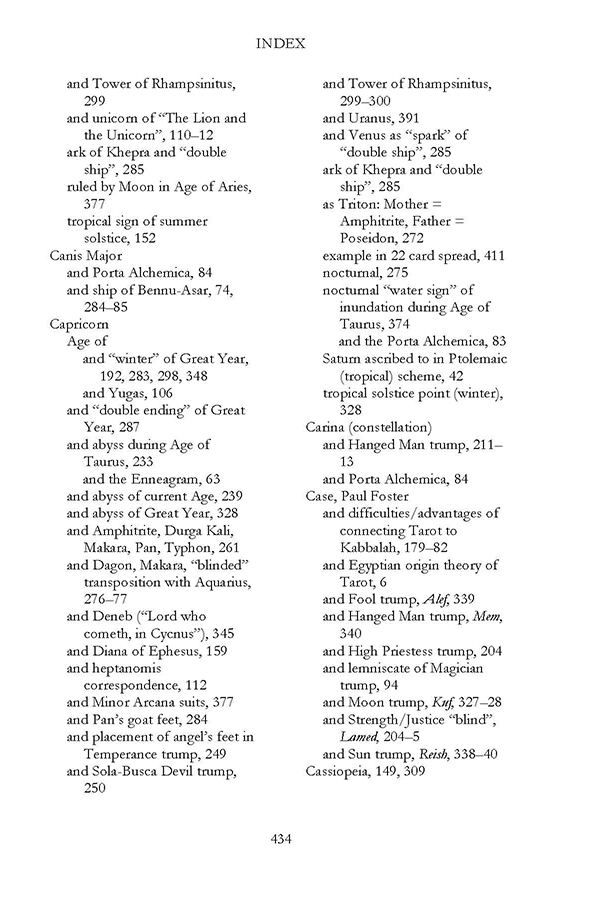 INDEX
and Tower of Rhampsinitus,
299
and unicorn of “The Lion and
the Unicorn”, 110–12
ark of Khepra and “double
ship”, 285
ruled by Moon in Age of Aries,
377
tropical sign of summer
solstice, 152
Canis Major
and Porta Alchemica, 84
and ship of Bennu-Asar, 74,
284–85
Capricorn
Age of
and “winter” of Great Year,
192, 283, 298, 348
and Yugas, 106
and “double ending” of Great
Year, 287
and abyss during Age of
Taurus, 233
and the Enneagram, 63
and abyss of current Age, 239
and abyss of Great Year, 328
and Amphitrite, Durga Kali,
Makara, Pan, Typhon, 261
and Dagon, Makara, “blinded”
transposition with Aquarius,
276–77
and Deneb (“Lord who
cometh, in Cycnus”), 345
and Diana of Ephesus, 159
and heptanomis
correspondence, 112
and Minor Arcana suits, 377
and Pan’s goat feet, 284
and placement of angel’s feet in
Temperance trump, 249
and Sola-Busca Devil trump,
250
and Tower of Rhampsinitus,
299–300
and Uranus, 391
and Venus as “spark” of
“double ship”, 285
ark of Khepra and “double
ship”, 285
as Triton: Mother =
Amphitrite, Father =
Poseidon, 272
example in 22 card spread, 411
nocturnal, 275
nocturnal “water sign” of
inundation during Age of
Taurus, 374
and the Porta Alchemica, 83
Saturn ascribed to in Ptolemaic
(tropical) scheme, 42
tropical solstice point (winter),
328
Carina (constellation)
and Hanged Man trump, 211–
13
and Porta Alchemica, 84
Case, Paul Foster
and difficulties/advantages of
connecting Tarot to
Kabbalah, 179–82
and Egyptian origin theory of
Tarot, 6
and Fool trump, Alef, 339
and Hanged Man trump, Mem,
340
and High Priestess trump, 204
and lemniscate of Magician
trump, 94
and Moon trump, Kuf, 327–28
and Strength/Justice “blind”,
Lamed, 204–5
and Sun trump, Reish, 338–40
Cassiopeia, 149, 309
434